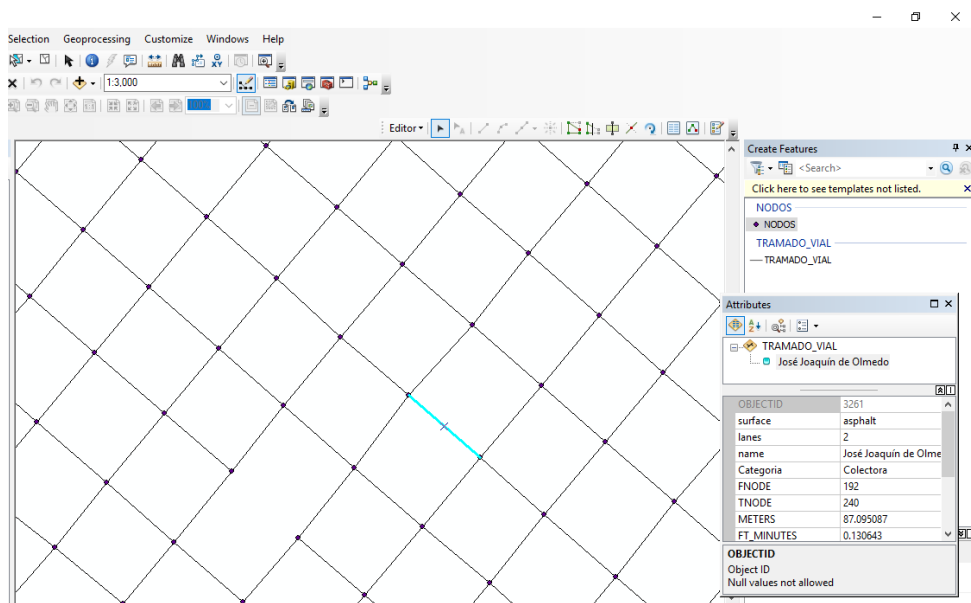 Selection Geoprocessing Customize Windows Help
1:3,000
Editor
Create Features
<Search>
Click here to see templates not listed.
NODOS
NODOS
TRAMADO_VIAL
TRAMADO_VIAL
Attributes
TRAMADO_VIAL
José Joaquín de Olmedo
OBJECTID 3261
surface asphalt
lanes 2
name José Joaquín de Olme
Categoria Colectora
FNODE 192
TNODE 240
METERS 87.095087
FT_MINUTES 0.130643
OBJECTID
Object ID
Null values not allowed